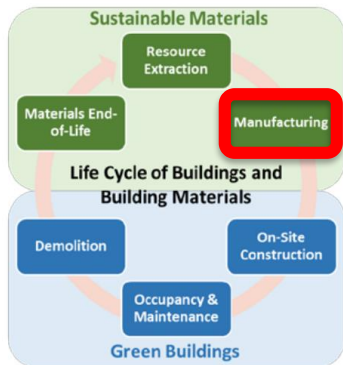 Sustainable Materials
Resource
Extraction
Materials End-
of-Life
Manufacturing
Life Cycle of Buildings and
Building Materials
Demolition
On-Site
Construction
Occupancy &
Maintenance
Green Buildings